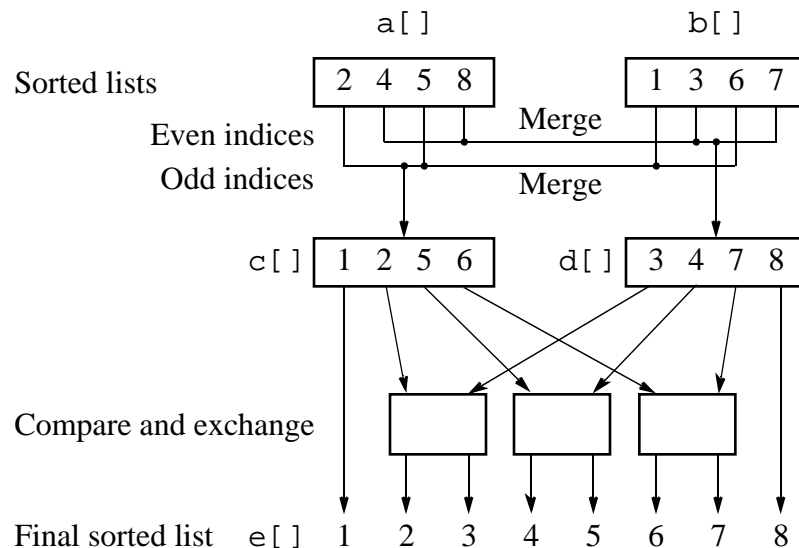 a[] b[]
Sorted lists 2 4 5 8 1 3 6 7
Even indices Merge
Odd indices Merge
c[] 1 2 5 6 d[] 3 4 7 8
Compare and exchange
Final sorted list e[] 1 2 3 4 5 6 7 8